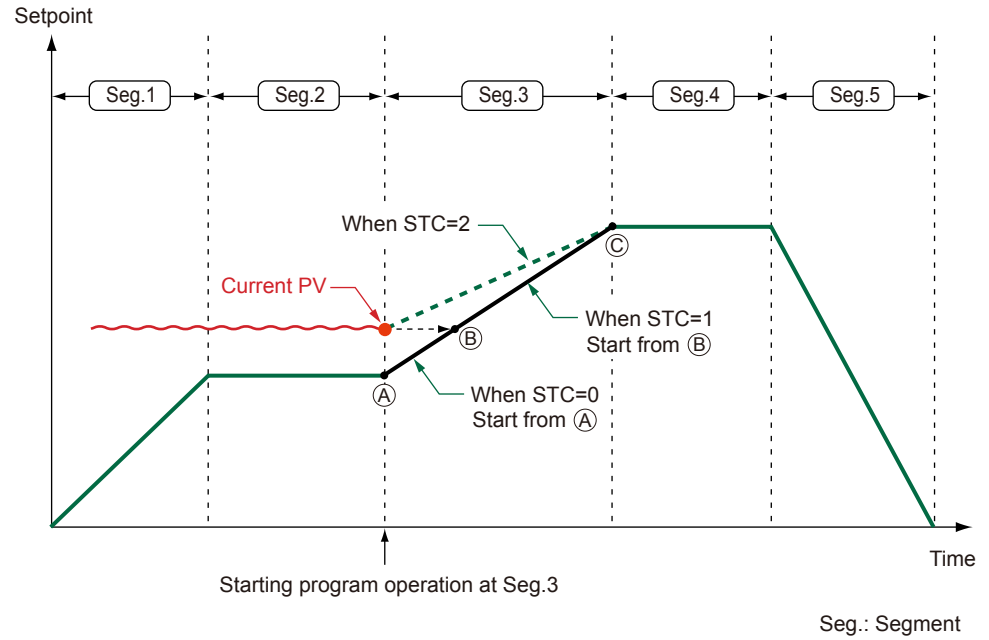 Setpoint
Seg.1
Seg.2
Seg.3
Seg.4
Seg.5
When STC=2
C
Current PV
B
When STC=1
Start from B
A
When STC=0
Start from A
Time
Starting program operation at Seg.3
Seg.: Segment